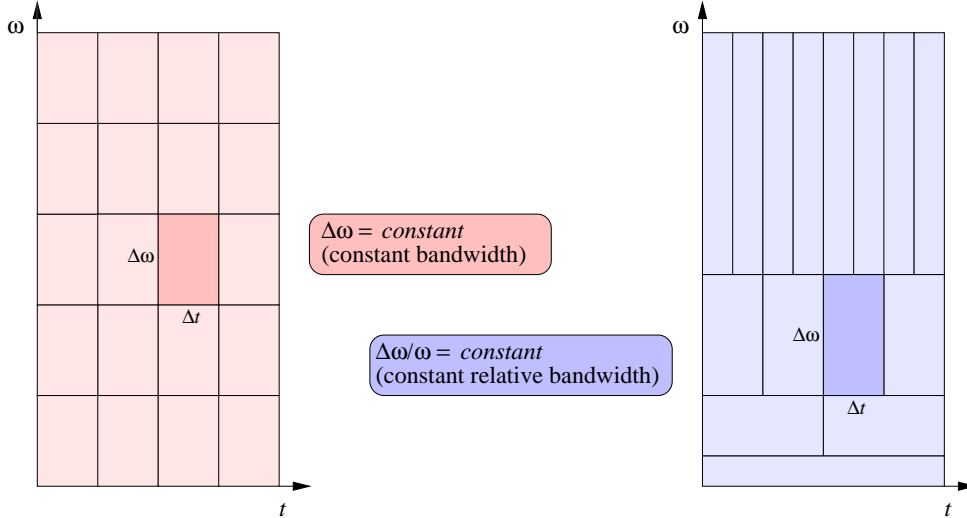 ω
ω
Δω = constant
(constant bandwidth)
Δω
Δt
Δω/ω = constant
(constant relative bandwidth)
Δω
Δt
t
t